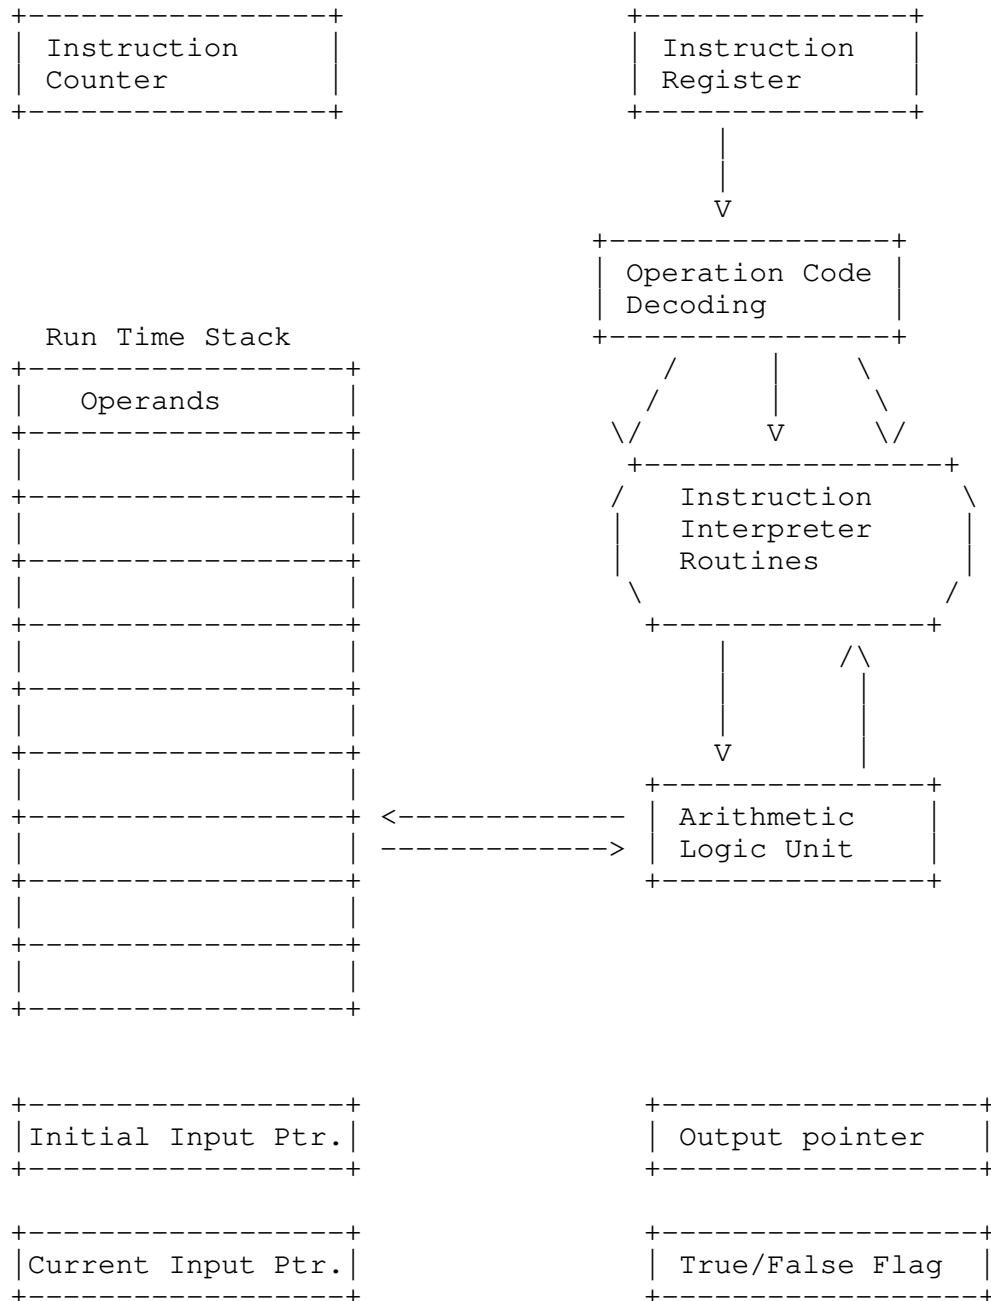 Instruction
Counter
Instruction
Register
Operation Code
Decoding
Run Time Stack
Operands
Instruction
Interpreter
Routines
Arithmetic
Logic Unit
Initial Input Ptr.
Output pointer
Current Input Ptr.
True/False Flag